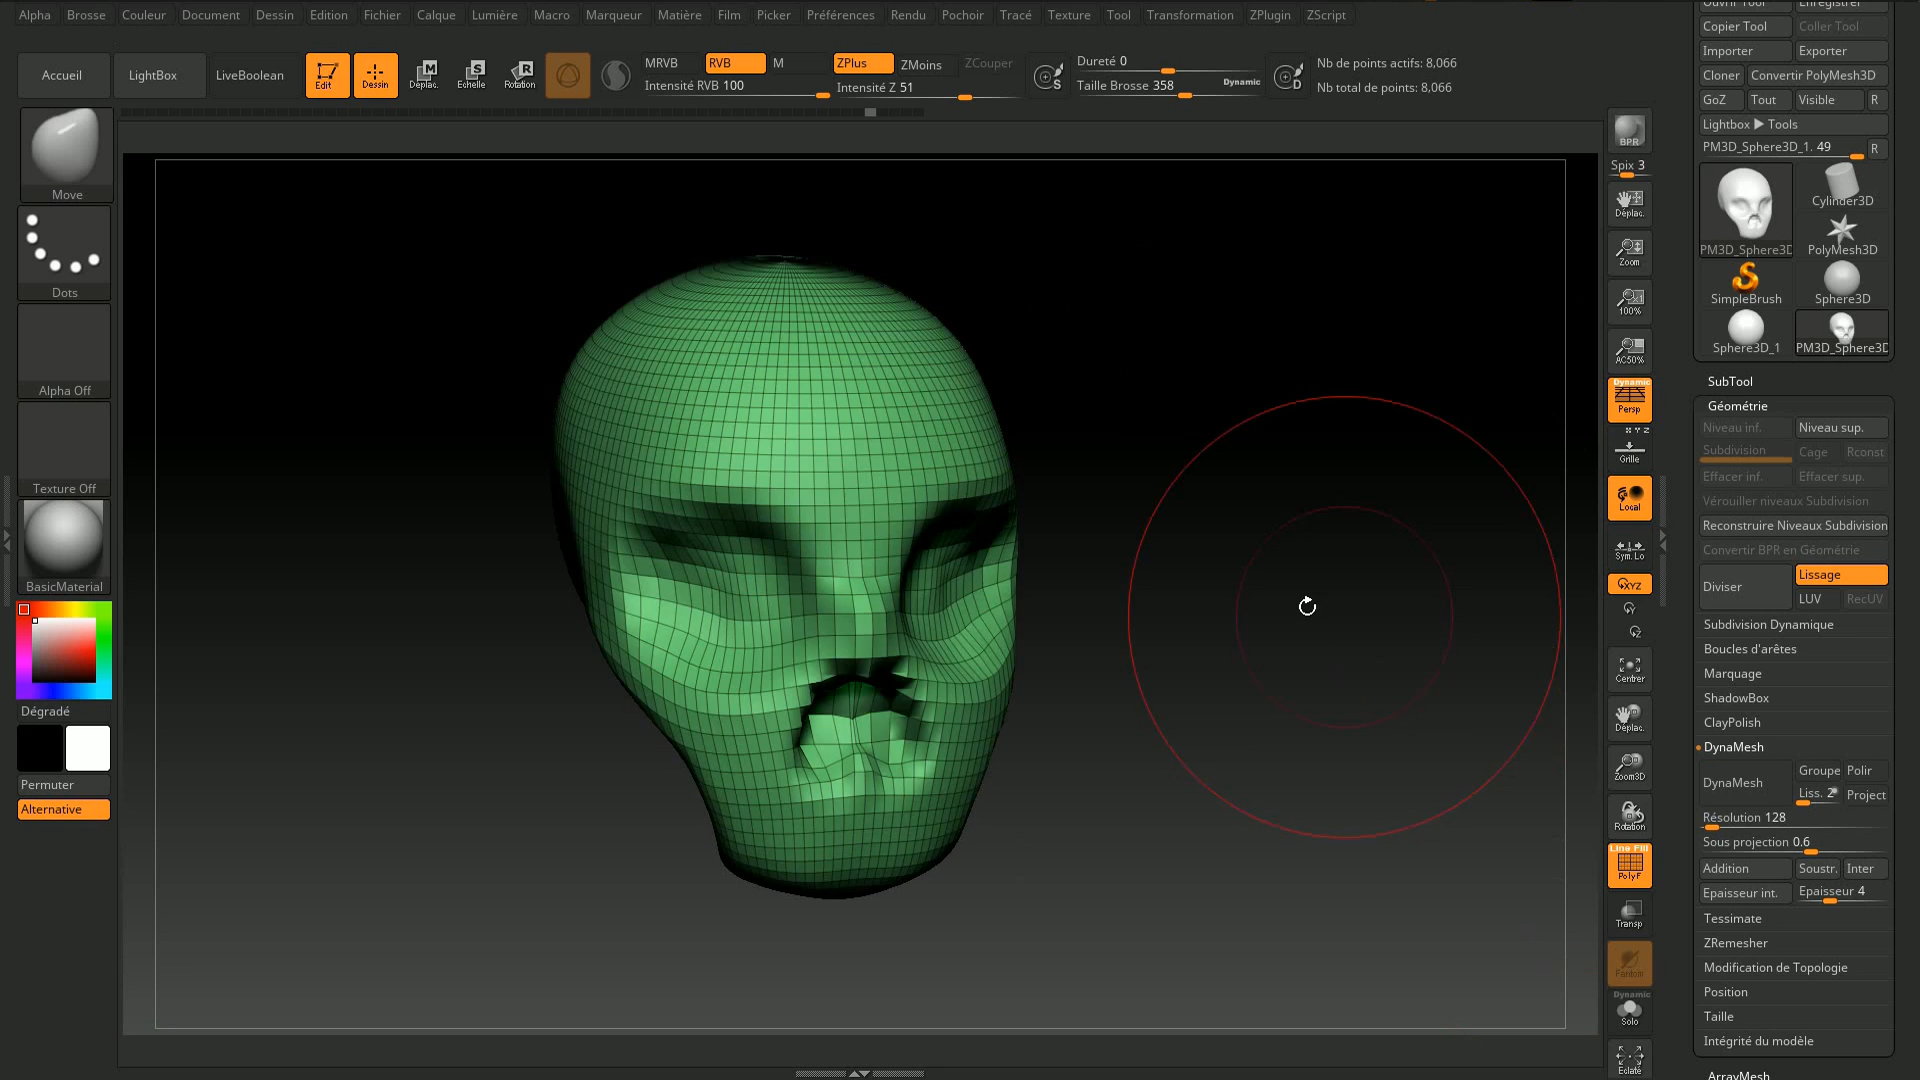 Alpha Brosse Couleur Document Dessin Edition Fichier Calque Lumière Macro Marqueur Matière Film Picker Préférences Rendu Pochoir Tracé Texture Tool Transformation ZPlugin ZScript
Accueil LightBox LiveBoolean Edit Dessin Déplac. Echelle Rotation
MRVB RVB M ZPlus ZMoins ZCouper
Intensité RVB 100 Intensité Z 51
S
Dureté 0
Taille Brosse 358 Dynamic
D
Nb de points actifs: 8,066
Nb total de points: 8,066
Move
Dots
Alpha Off
Texture Off
BasicMaterial
Dégradé
Permuter
Alternative
BPR
Spix 3
Déplac.
Zoom
100%
AC50%
Dynamic
Persp
X Y Z
Grille
Local
Sym. Lo
XYZ
Y
Z
Centrer
Déplac.
Zoom3D
Rotation
Line Fill
PolyF
Transp
Fantôm
Dynamic
Solo
Eclaté
Ouvrir Tool Enregistrer
Copier Tool Coller Tool
Importer Exporter
Cloner Convertir PolyMesh3D
GoZ Tout Visible R
Lightbox ▶ Tools
PM3D_Sphere3D_1. 49 R
Cylinder3D
PM3D_Sphere3D PolyMesh3D
SimpleBrush Sphere3D
Sphere3D_1 PM3D_Sphere3D
SubTool
Géométrie
Niveau inf. Niveau sup.
Subdivision Cage Rconst
Effacer inf. Effacer sup.
Vérouiller niveaux Subdivision
Reconstruire Niveaux Subdivision
Convertir BPR en Géométrie
Diviser Lissage
LUV RecUV
Subdivision Dynamique
Boucles d'arêtes
Marquage
ShadowBox
ClayPolish
DynaMesh
DynaMesh Groupe Polir
Liss. 2 Project
Résolution 128
Sous projection 0.6
Addition Soustr. Inter
Epaisseur int. Epaisseur 4
Tessimate
ZRemesher
Modification de Topologie
Position
Taille
Intégrité du modèle
ArrayMesh